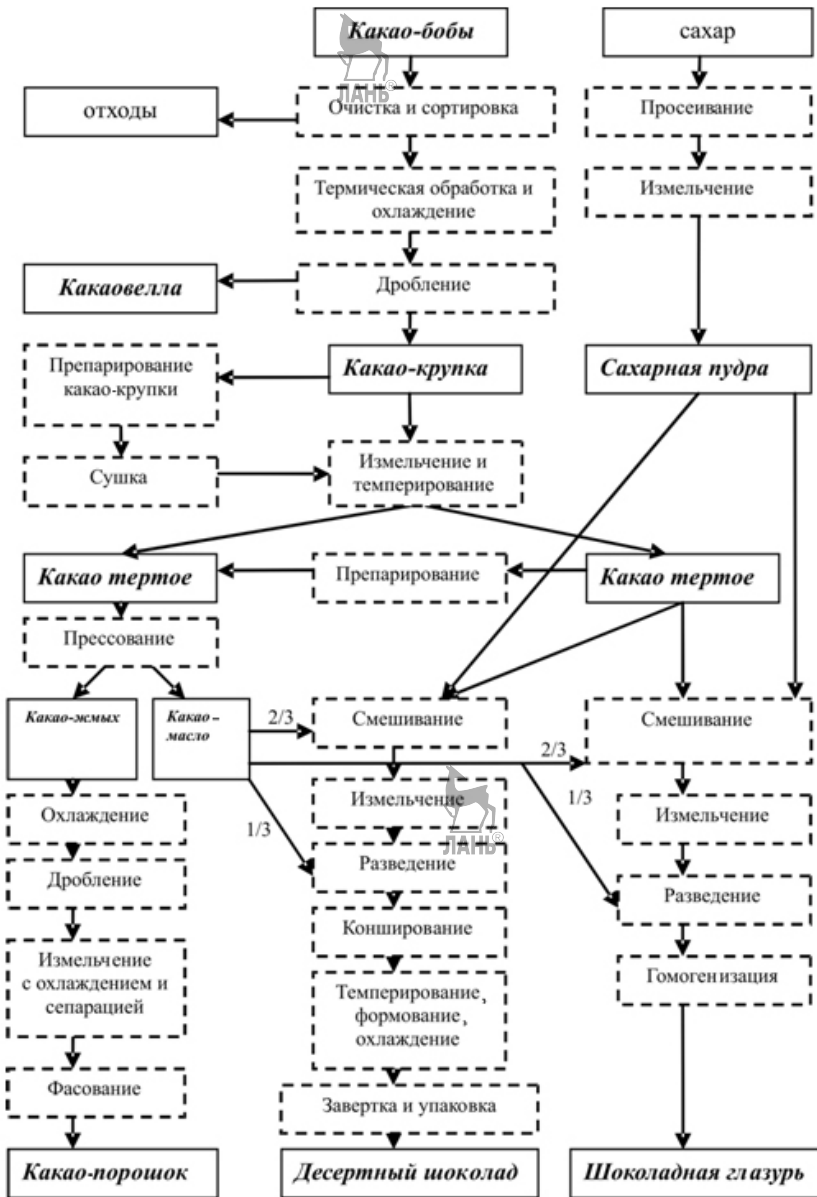 Какао-бобы
сахар
ЛАНЬ®
отходы
Очистка и сортировка
Просеивание
Термическая обработка и
охлаждение
Измельчение
Какаовелла
Дробление
Препарирование
какао-крупки
Какао-крупка
Сахарная пудра
Сушка
Измельчение и
темперирование
Какао тертое
Препарирование
Какао тертое
Прессование
Какао-жмых
Какао –
масло
2/3
Смешивание
2/3
Смешивание
Охлаждение
1/3
Измельчение
ЛАНЬ®
1/3
Измельчение
Дробление
Разведение
Разведение
Измельчение
с охлаждением и
сепарацией
Конширование
Гомогенизация
Темперирование,
формование,
охлаждение
Фасование
Завертка и упаковка
Какао-порошок
Десертный шоколад
Шоколадная глазурь